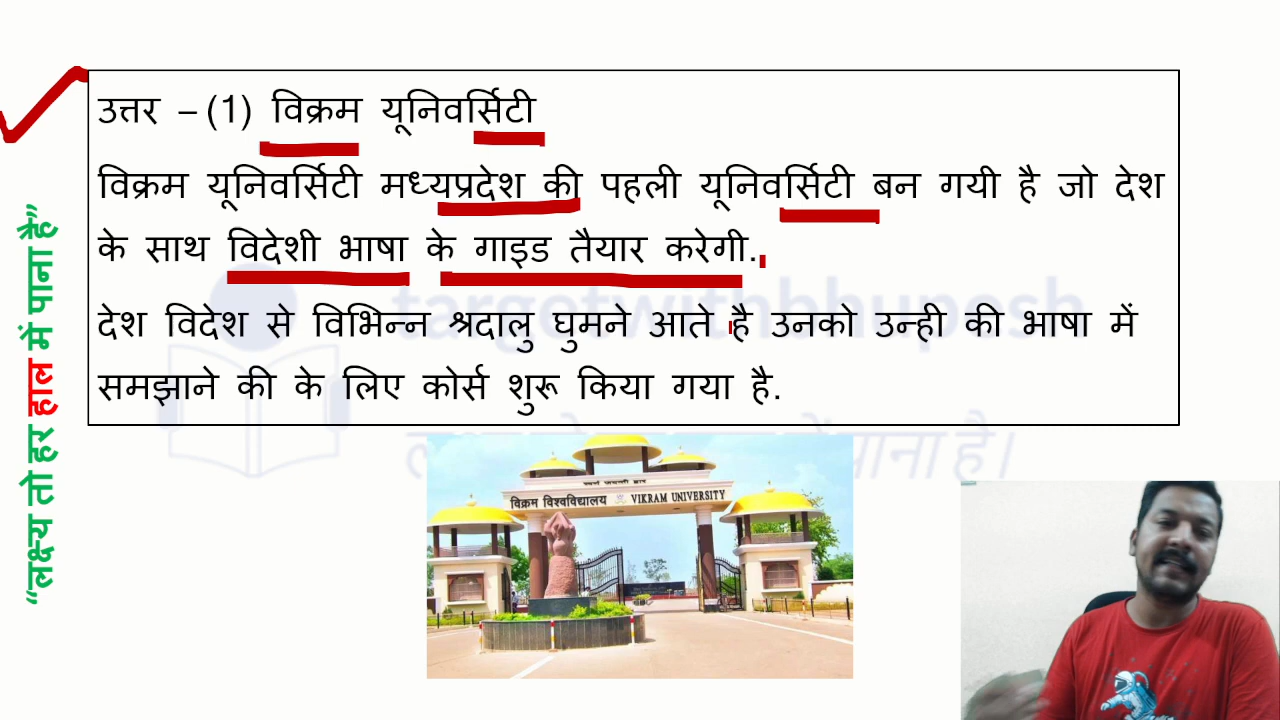 उत्तर – (1) विक्रम यूनिवर्सिटी
विक्रम यूनिवर्सिटी मध्यप्रदेश की पहली यूनिवर्सिटी बन गयी है जो देश
के साथ विदेशी भाषा के गाइड तैयार करेगी.
देश विदेश से विभिन्न श्रदालु घुमने आते है उनको उन्ही की भाषा में
समझाने की के लिए कोर्स शुरू किया गया है.
"लक्ष्य तो हर हाल में पाना है"
targetwithbhupesh
में पाना है।
विक्रम विश्वविद्यालय VIKRAM UNIVERSITY